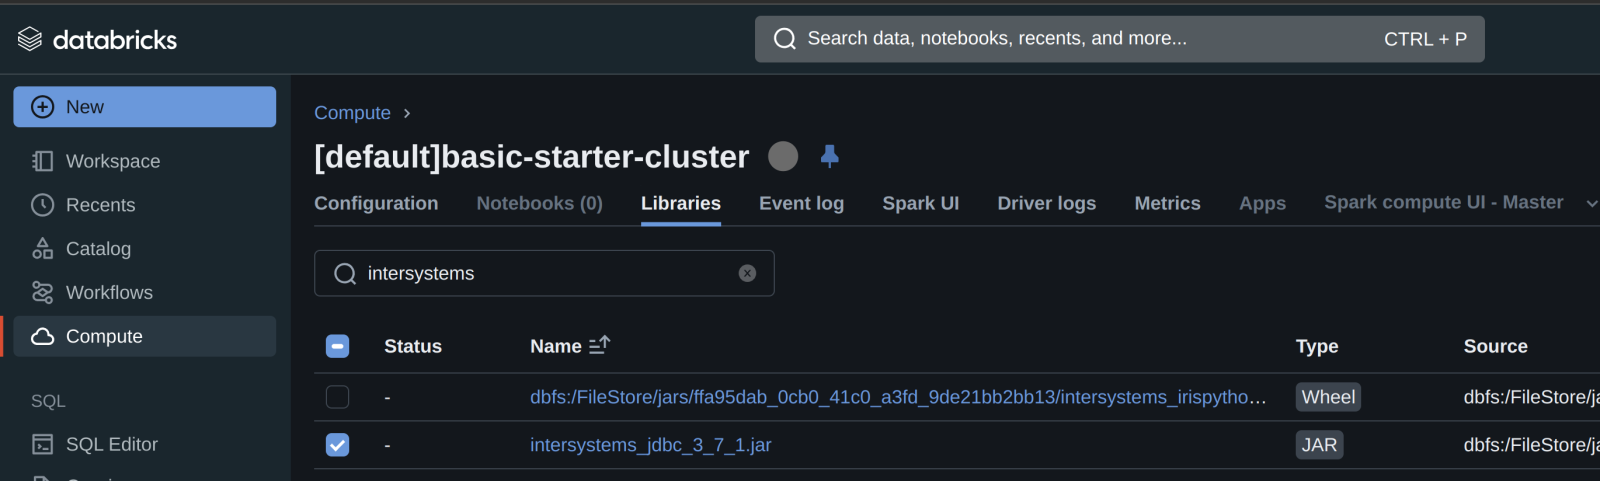 databricks
Search data, notebooks, recents, and more... CTRL + P
New
Workspace
Recents
Catalog
Workflows
Compute
SQL
SQL Editor
Compute ›
[default]basic-starter-cluster
Configuration Notebooks (0) Libraries Event log Spark UI Driver logs Metrics Apps Spark compute UI - Master
intersystems
Status Name Type Source
- dbfs:/FileStore/jars/ffa95dab_0cb0_41c0_a3fd_9de21bb2bb13/intersystems_irispytho... Wheel dbfs:/FileStore/ja
- intersystems_jdbc_3_7_1.jar JAR dbfs:/FileStore/ja